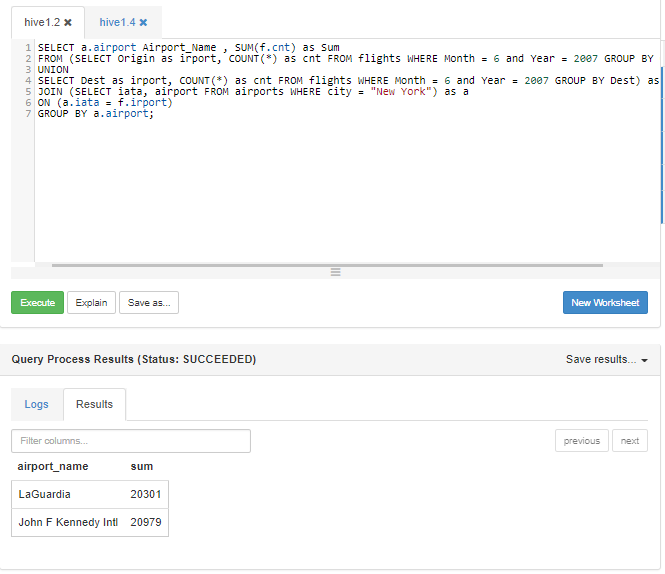 hive1.2 ✖ hive1.4 ✖
1 SELECT a.airport Airport_Name , SUM(f.cnt) as Sum
2 FROM (SELECT Origin as irport, COUNT(*) as cnt FROM flights WHERE Month = 6 and Year = 2007 GROUP BY
3 UNION
4 SELECT Dest as irport, COUNT(*) as cnt FROM flights WHERE Month = 6 and Year = 2007 GROUP BY Dest) as
5 JOIN (SELECT iata, airport FROM airports WHERE city = "New York") as a
6 ON (a.iata = f.irport)
7 GROUP BY a.airport;
Execute Explain Save as... New Worksheet
Query Process Results (Status: SUCCEEDED) Save results...
Logs Results
Filter columns... previous next
airport_name sum
LaGuardia 20301
John F Kennedy Intl 20979